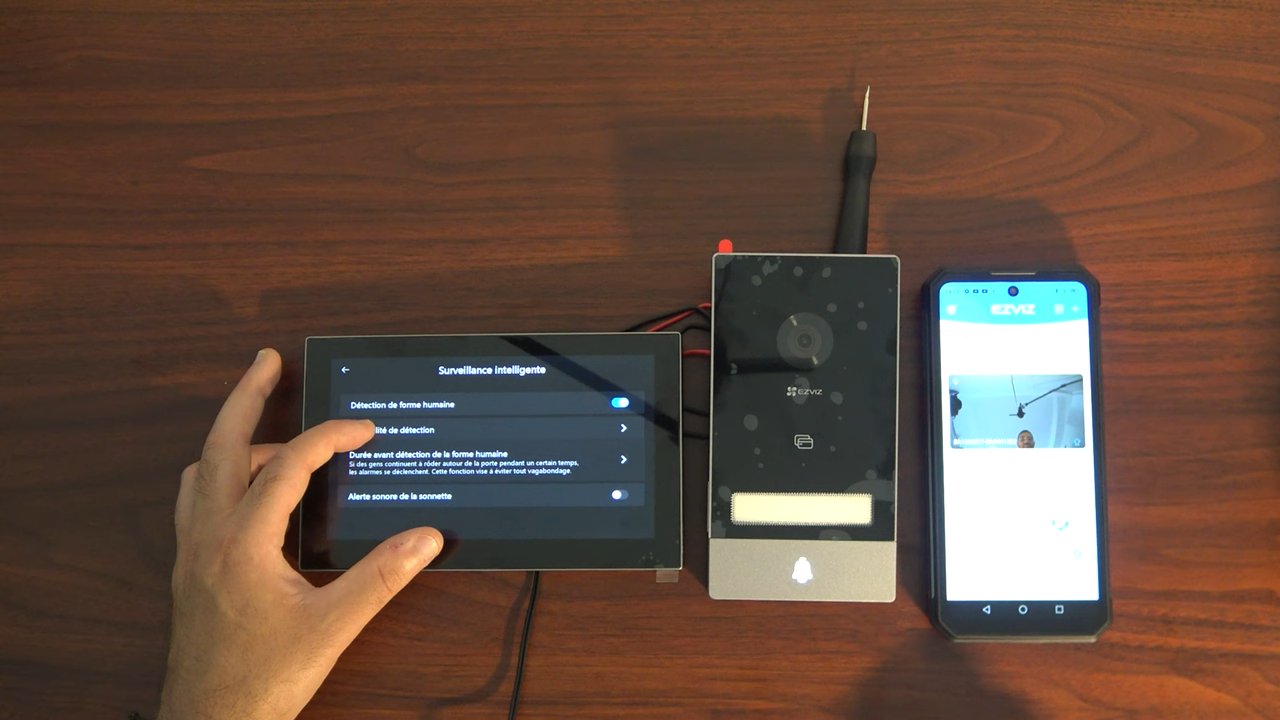 Surveillance intelligente
Détection de forme humaine
lité de détection
Durée avant détection de la forme humaine
Si des gens continuent à rôder autour de la porte pendant un certain temps,
les alarmes se déclenchent. Cette fonction vise à éviter tout vagabondage.
Alerte sonore de la sonnette
EZVIZ
EZVIZ